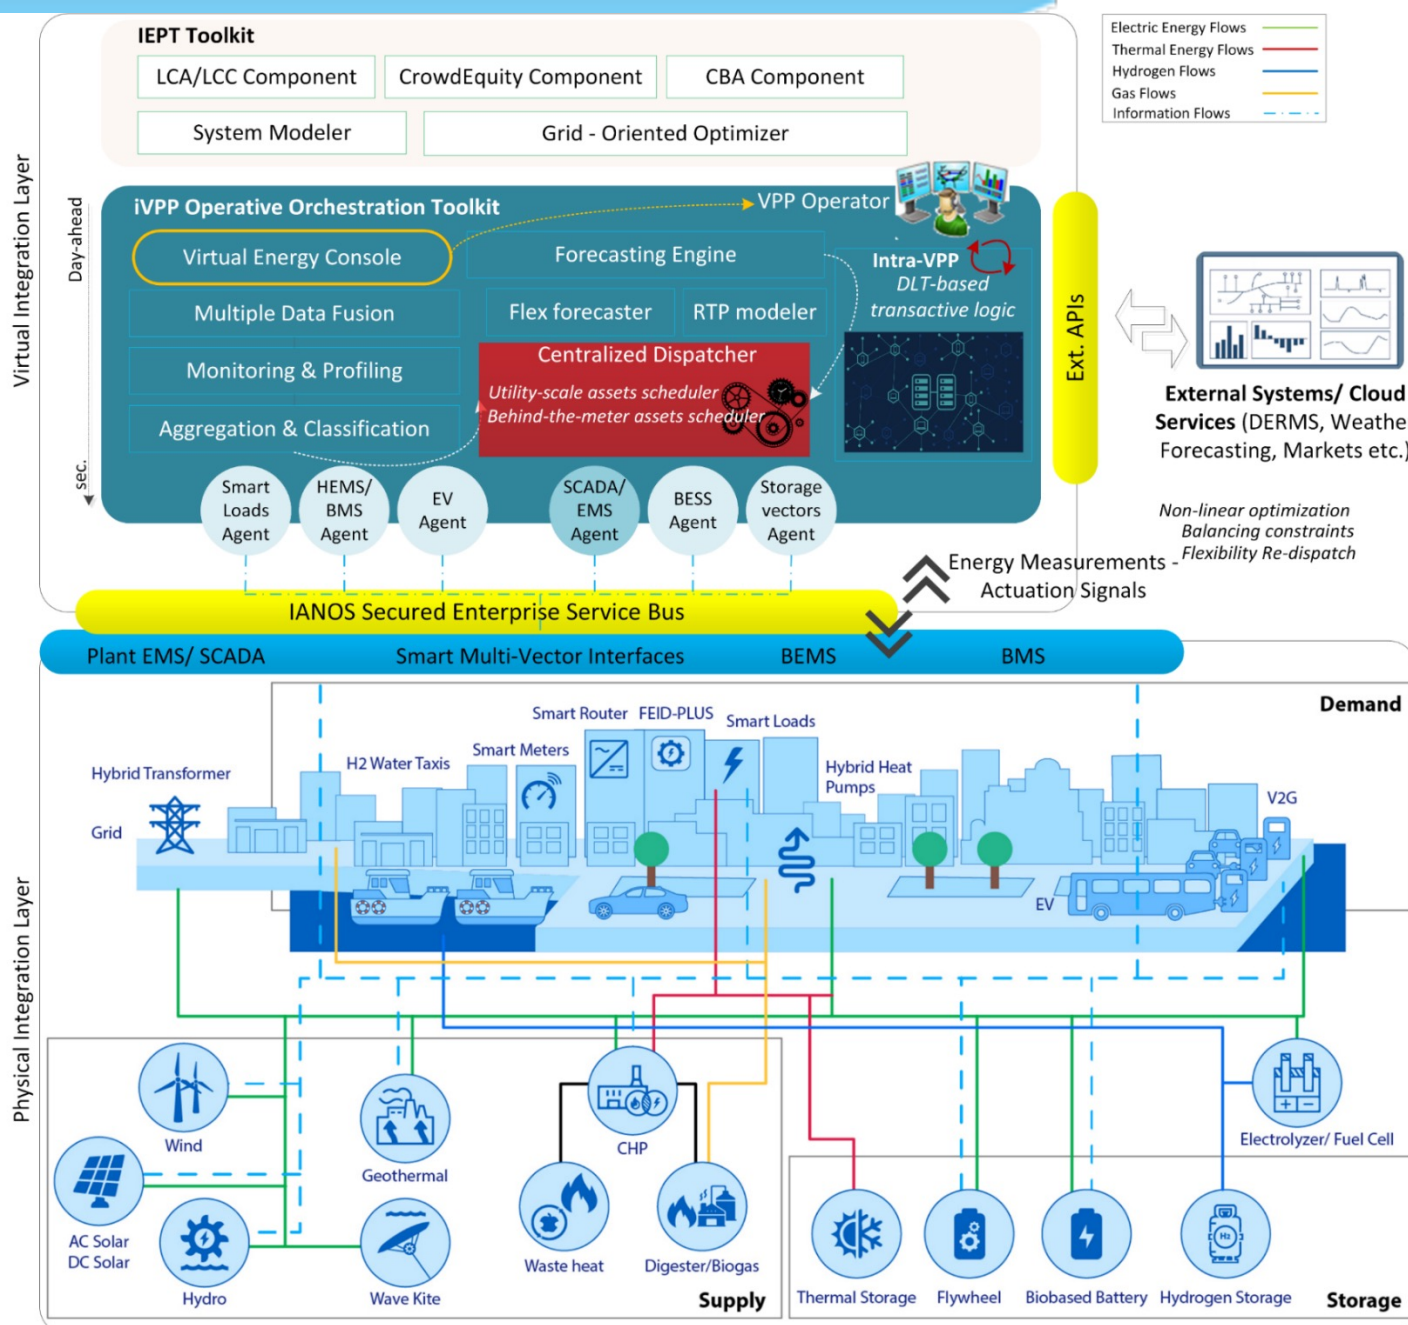 IEPT Toolkit
LCA/LCC Component
CrowdEquity Component
CBA Component
System Modeler
Grid - Oriented Optimizer
Electric Energy Flows
Thermal Energy Flows
Hydrogen Flows
Gas Flows
Information Flows
Virtual Integration Layer
Day-ahead
sec.
iVPP Operative Orchestration Toolkit
VPP Operator
Virtual Energy Console
Forecasting Engine
Multiple Data Fusion
Flex forecaster
RTP modeler
Monitoring & Profiling
Aggregation & Classification
Centralized Dispatcher
Utility-scale assets scheduler
Behind-the-meter assets scheduler
Intra-VPP
DLT-based
transactive logic
Smart
Loads
Agent
HEMS/
BMS
Agent
EV
Agent
SCADA/
EMS
Agent
BESS
Agent
Storage
vectors
Agent
Ext. APIs
External Systems/ Cloud
Services (DERMS, Weathe
Forecasting, Markets etc.)
Non-linear optimization
Balancing constraints
Flexibility Re-dispatch
Energy Measurements -
Actuation Signals
IANOS Secured Enterprise Service Bus
Plant EMS/ SCADA
Smart Multi-Vector Interfaces
BEMS
BMS
Physical Integration Layer
Demand
Hybrid Transformer
Grid
H2 Water Taxis
Smart Meters
Smart Router
FEID-PLUS
Smart Loads
Hybrid Heat
Pumps
V2G
EV
Wind
AC Solar
DC Solar
Hydro
Geothermal
Wave Kite
CHP
Waste heat
Digester/Biogas
Supply
Electrolyzer/ Fuel Cell
Thermal Storage
Flywheel
Biobased Battery
H2
Hydrogen Storage
Storage